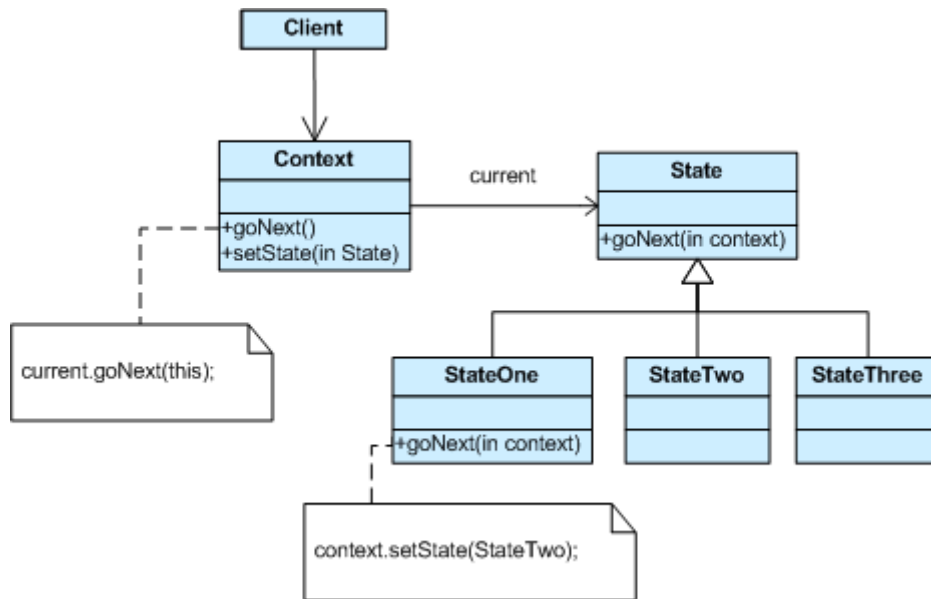 Client
Context
+goNext()
+setState(in State)
current
State
+goNext(in context)
current.goNext(this);
StateOne
+goNext(in context)
StateTwo
StateThree
context.setState(StateTwo);